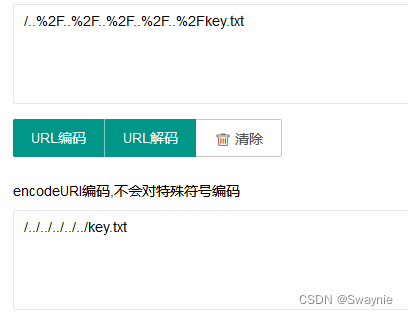 /..%2F..%2F..%2F..%2F..%2Fkey.txt
URL编码 URL解码 清除
encodeURI编码,不会对特殊符号编码
/../../../../../key.txt
CSDN @Swaynie